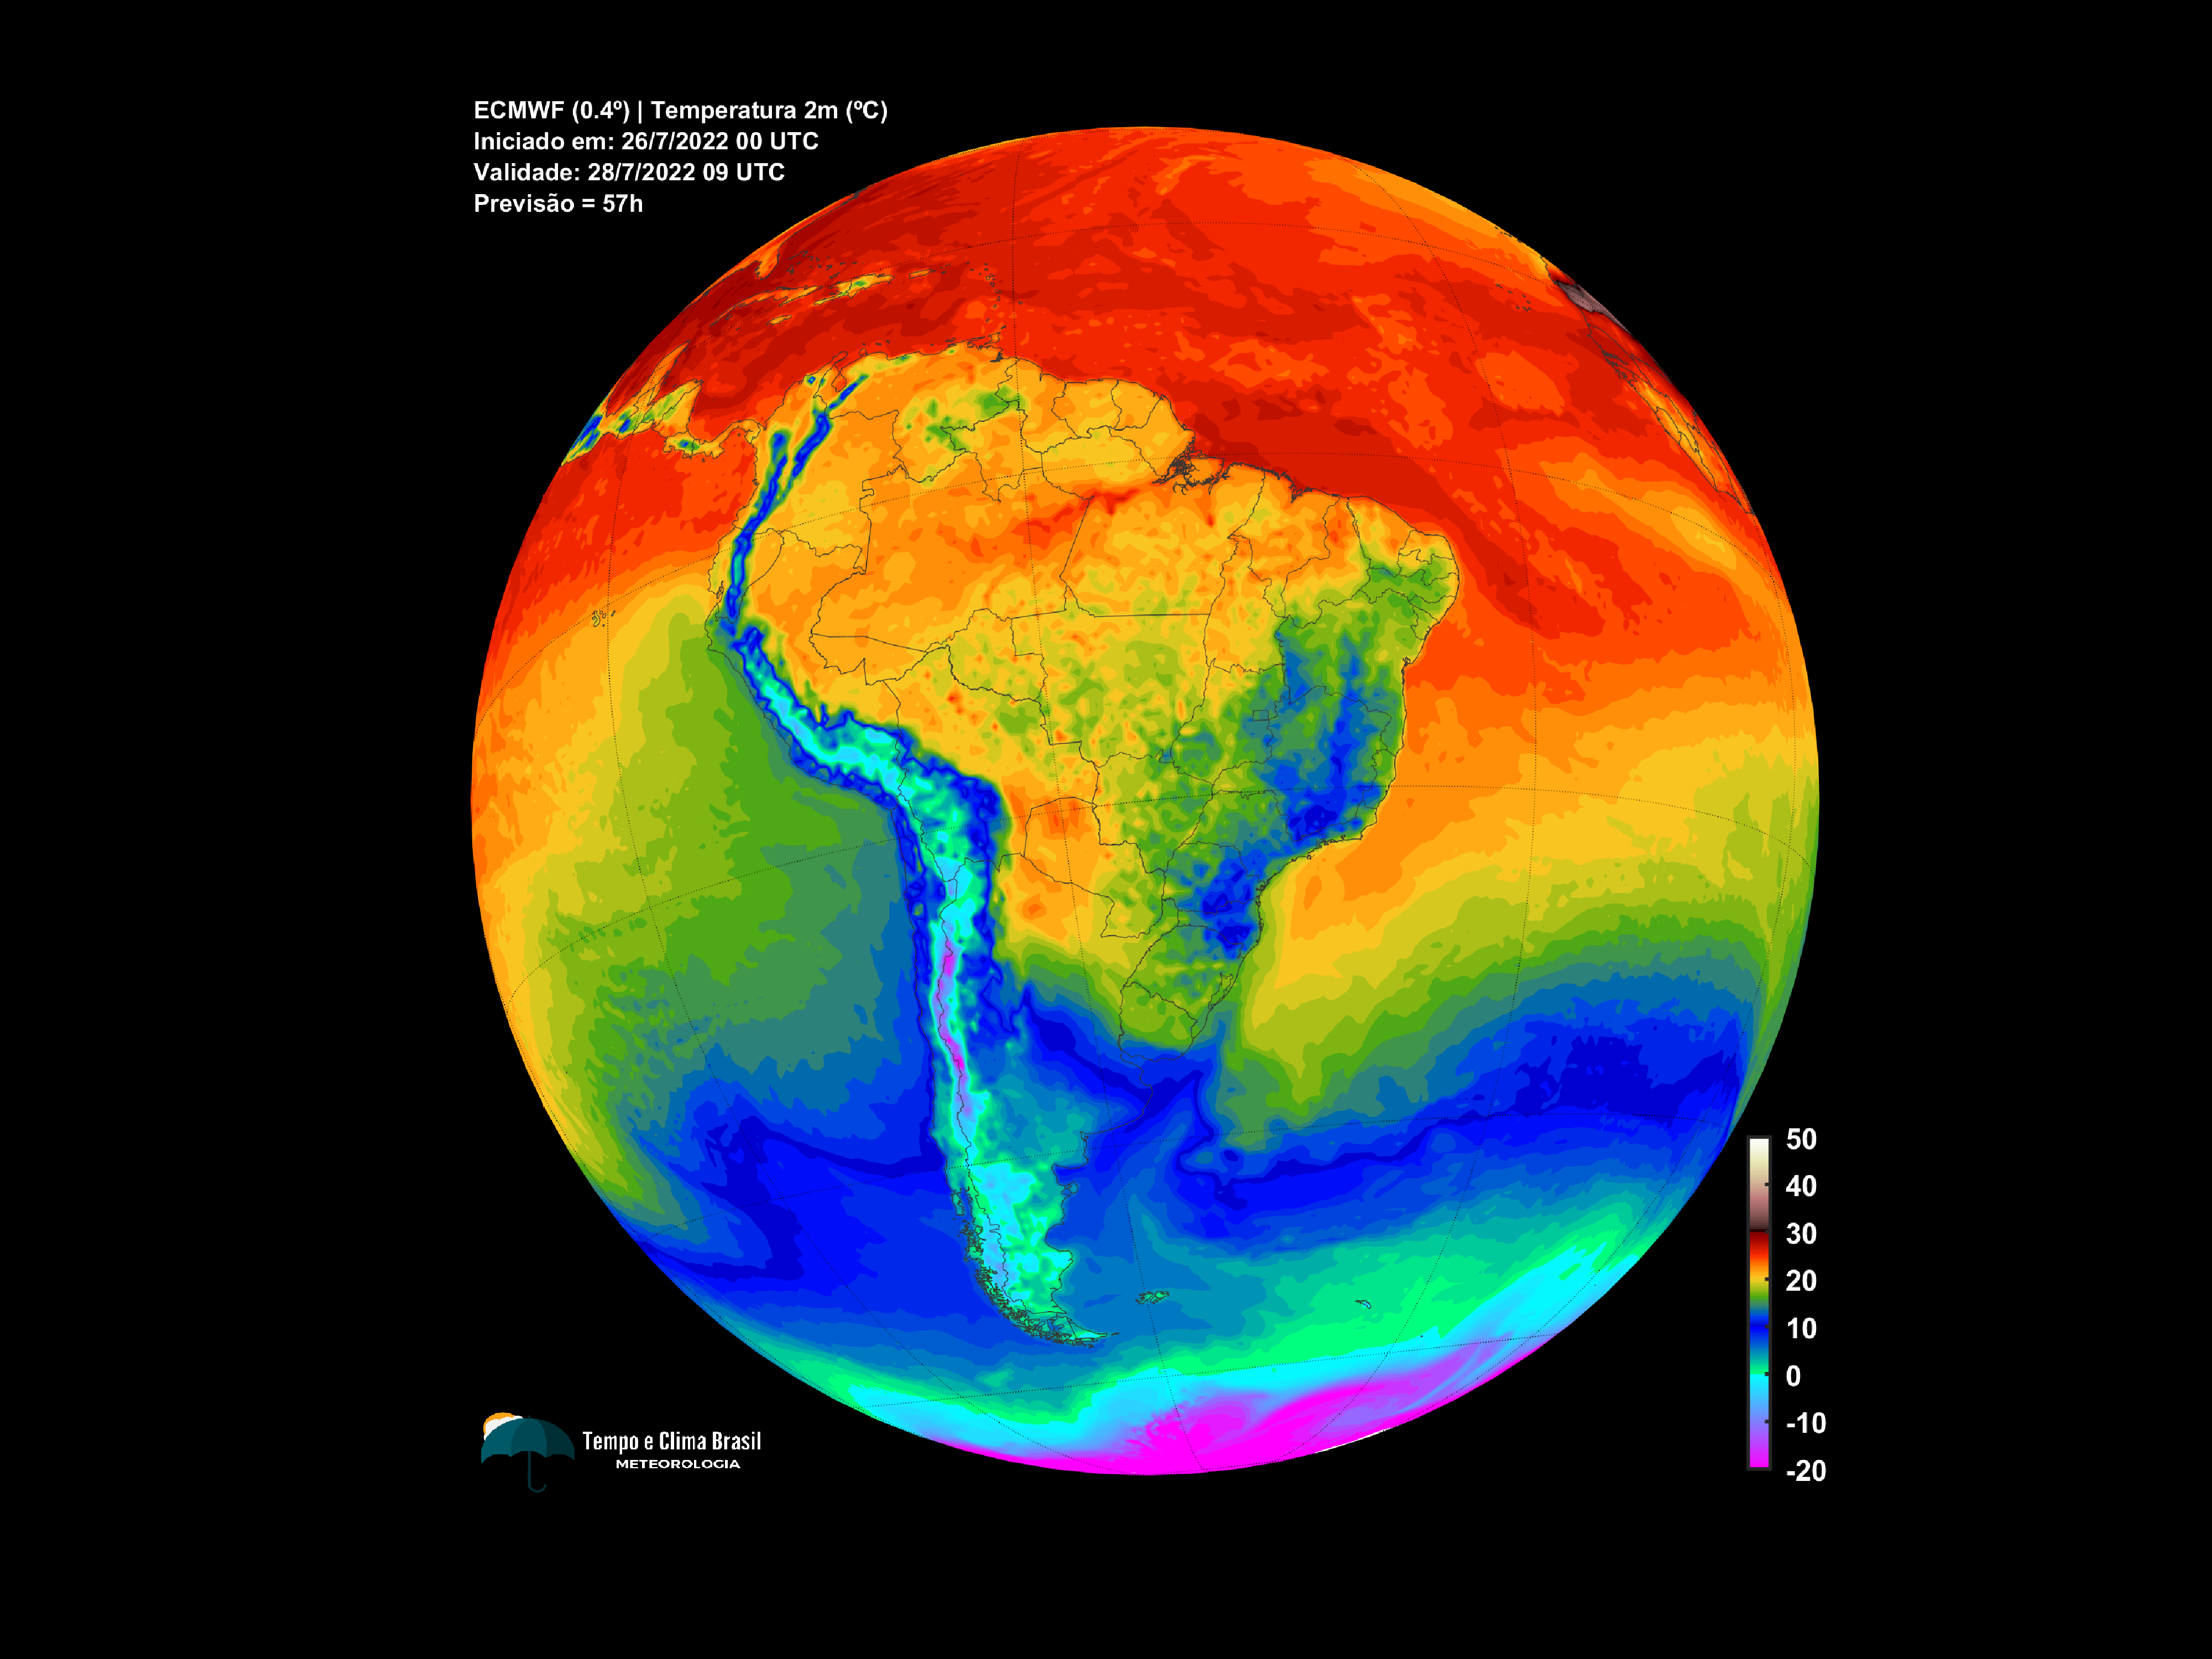 ECMWF (0.4º) | Temperatura 2m (ºC)
Iniciado em: 26/7/2022 00 UTC
Validade: 28/7/2022 09 UTC
Previsão = 57h
50
40
30
20
10
0
-10
-20
Tempo e Clima Brasil
METEOROLOGIA